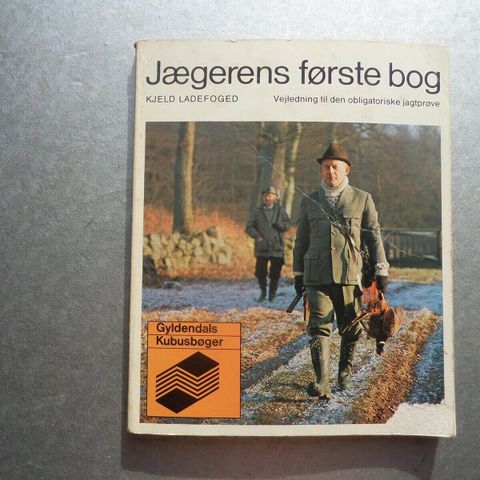 Jægerens første bog
KJELD LADEFOGED Vejledning til den obligatoriske jagtprøve
Gyldendals
Kubusbøger